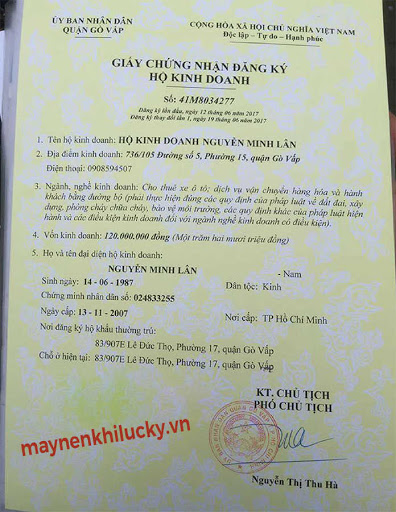 ỦY BAN NHÂN DÂN
QUẬN GÒ VẤP
CỘNG HÒA XÃ HỘI CHỦ NGHĨA VIỆT NAM
Độc lập - Tự do - Hạnh phúc
GIẤY CHỨNG NHẬN ĐĂNG KÝ
HỘ KINH DOANH
Số: 41M8034277
Đăng ký lần đầu, ngày 12 tháng 06 năm 2017
Đăng ký thay đổi lần 1, ngày 19 tháng 06 năm 2017
1. Tên hộ kinh doanh: HỘ KINH DOANH NGUYỄN MINH LÂN
2. Địa điểm kinh doanh: 736/105 Đường số 5, Phường 15, quận Gò Vấp
Điện thoại: 0908594507
3. Ngành, nghề kinh doanh: Cho thuê xe ô tô; dịch vụ vận chuyển hàng hóa và hành
khách bằng đường bộ (phải thực hiện đúng các quy định của pháp luật về đất đai, xây
dựng, phòng cháy chữa cháy, bảo vệ môi trường, các quy định khác của pháp luật hiện
hành và các điều kiện kinh doanh đối với ngành nghề kinh doanh có điều kiện).
4. Vốn kinh doanh: 120.000.000 đồng (Một trăm hai mươi triệu đồng)
5. Họ và tên đại diện hộ kinh doanh:
NGUYỄN MINH LÂN - Nam
Sinh ngày: 14 - 06 - 1987 Dân tộc: Kinh
Chứng minh nhân dân số: 024833255
Ngày cấp: 13 - 11 - 2007 Nơi cấp: TP Hồ Chí Minh
Nơi đăng ký hộ khẩu thường trú:
83/907E Lê Đức Thọ, Phường 17, quận Gò Vấp
Chỗ ở hiện tại: 83/907E Lê Đức Thọ, Phường 17, quận Gò Vấp
KT. CHỦ TỊCH
PHÓ CHỦ TỊCH
maynenkhilucky.vn
Nguyễn Thị Thu Hà